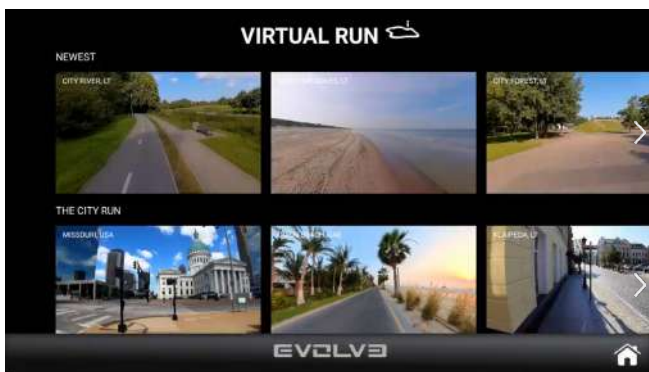 VIRTUAL RUN
NEWEST
CITY RIVER, LT
CITY FOREST, LT
THE CITY RUN
MISSOURI, USA
KLAIPEDA, LT
EVOLVE